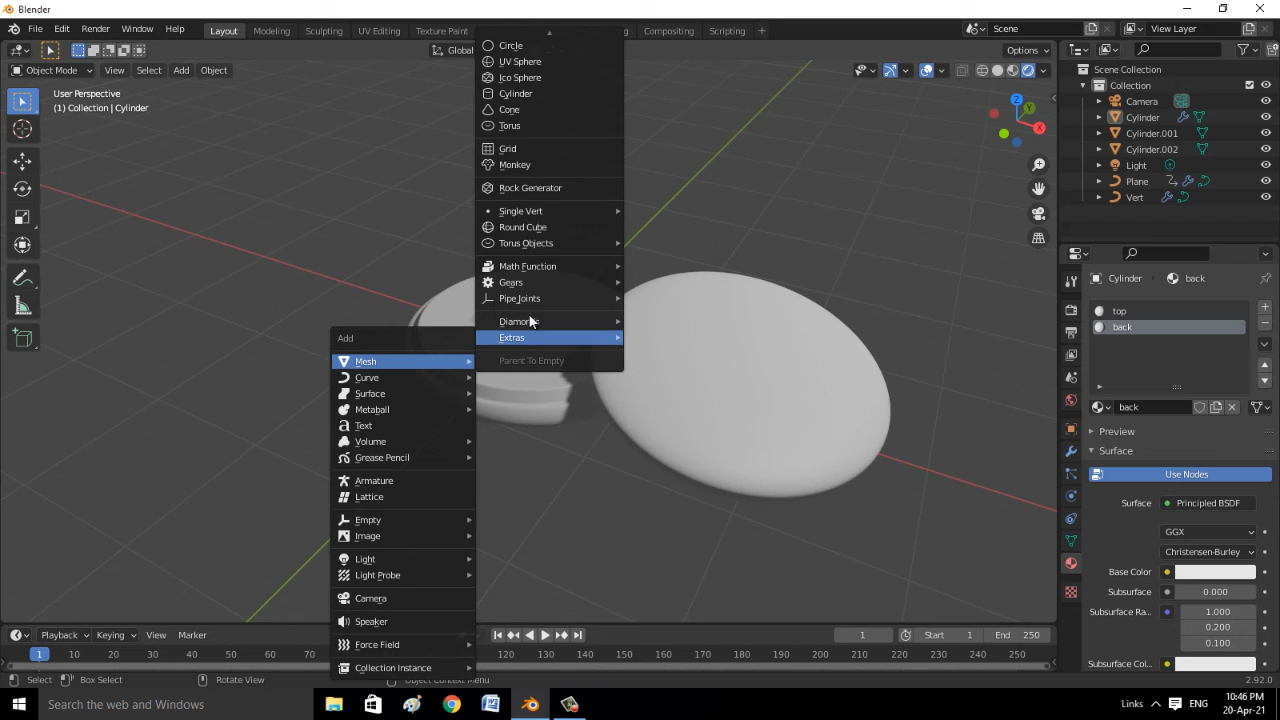 Blender
File Edit Render Window Help
Layout Modeling Sculpting UV Editing Texture Paint Compositing Scripting
Scene View Layer
Global Options
Object Mode View Select Add Object
User Perspective
(1) Collection | Cylinder
Circle
UV Sphere
Ico Sphere
Cylinder
Cone
Torus
Grid
Monkey
Rock Generator
Single Vert
Round Cube
Torus Objects
Math Function
Gears
Pipe Joints
Extras
Parent To Empty
Add
Mesh
Curve
Surface
Metaball
Text
Volume
Grease Pencil
Armature
Lattice
Empty
Image
Light
Light Probe
Camera
Speaker
Force Field
Collection Instance
X
Y
Z
Scene Collection
Collection
Camera
Cylinder
Cylinder.001
Cylinder.002
Light
Plane
Vert
Cylinder back
top
back
back
Preview
Surface
Use Nodes
Surface Principled BSDF
GGX
Christensen-Burley
Base Color
Subsurface 0.000
Subsurface Ra... 1.000
0.200
0.100
Subsurface Col...
Playback Keying View Marker
1 Start 1 End 250
1 10 20 30 40 50 60 70 120 130 140 150 160 170 180 190 200 210 220 230 240 250
Select Box Select Rotate View Object Context Menu 2.92.0
Search the web and Windows
Links ENG
10:46 PM
20-Apr-21